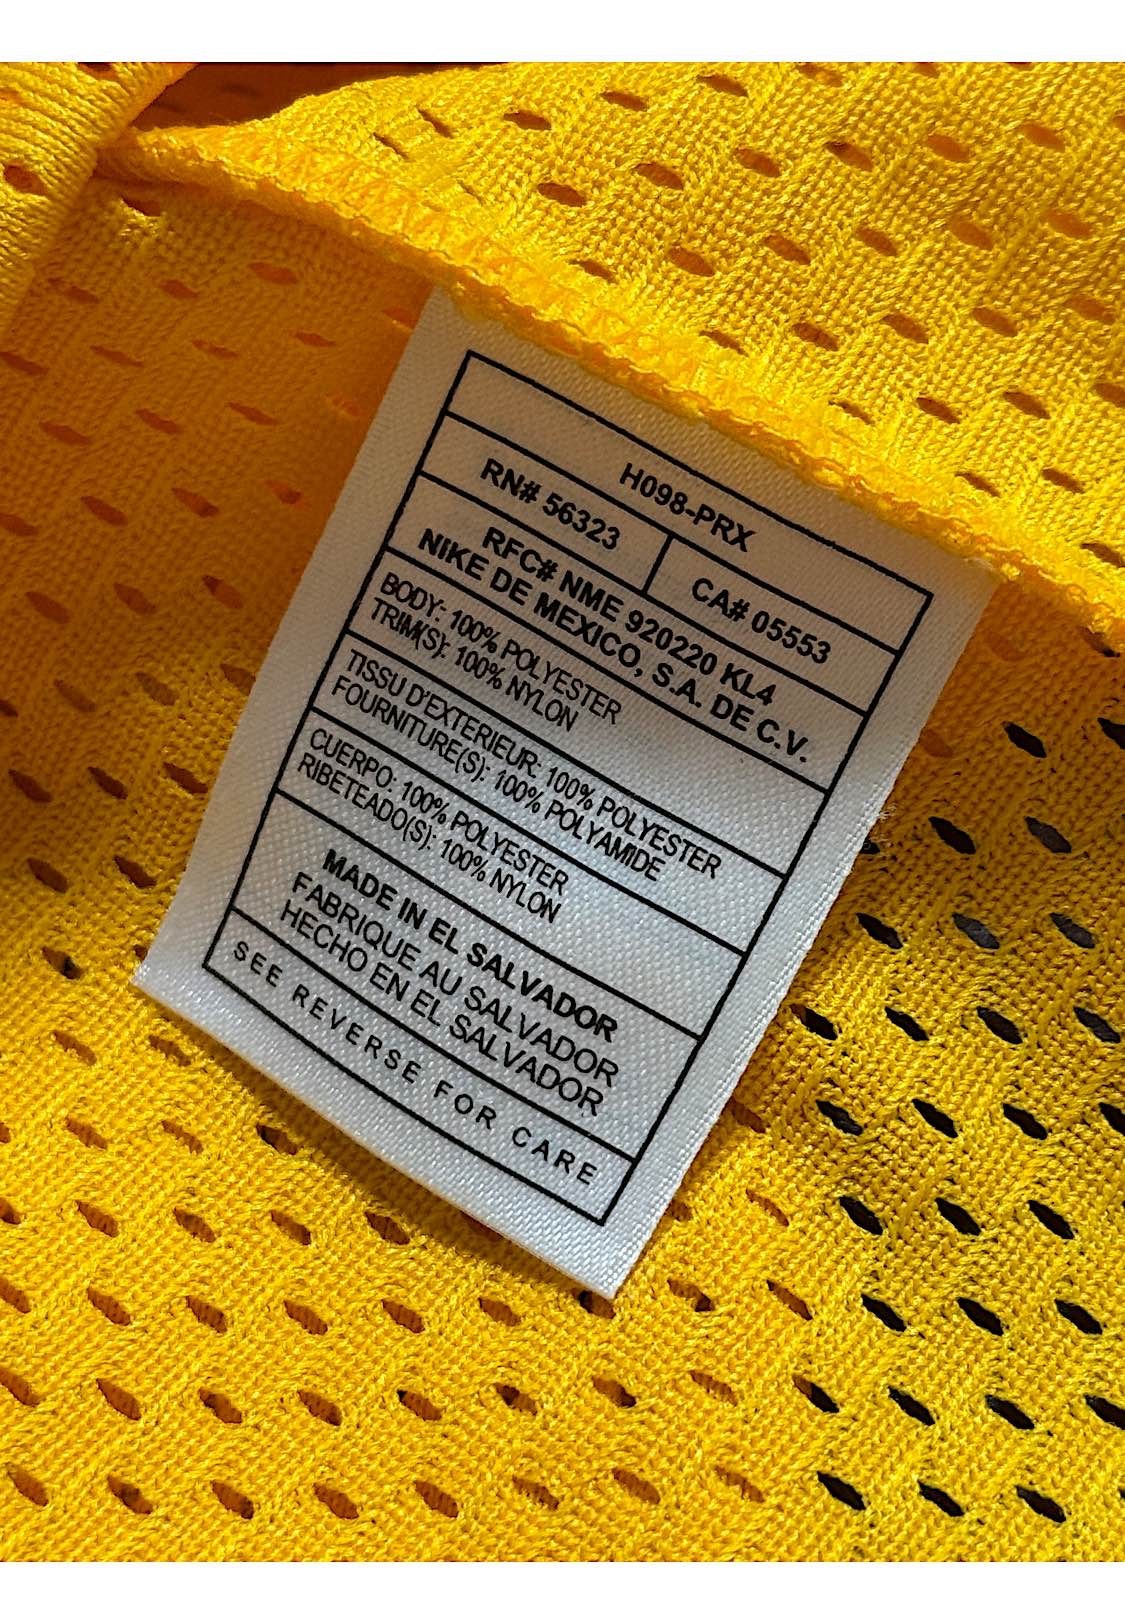 H098-PRX
RN# 56323
CA# 05553
RFC# NME 920220 KL4
NIKE DE MEXICO, S.A. DE C.V.
BODY: 100% POLYESTER
TRIM(S): 100% NYLON
TISSU D'EXTERIEUR: 100% POLYESTER
FOURNITURE(S): 100% POLYAMIDE
CUERPO: 100% POLYESTER
RIBETEADO(S): 100% NYLON
MADE IN EL SALVADOR
FABRIQUE AU SALVADOR
HECHO EN EL SALVADOR
SEE REVERSE FOR CARE